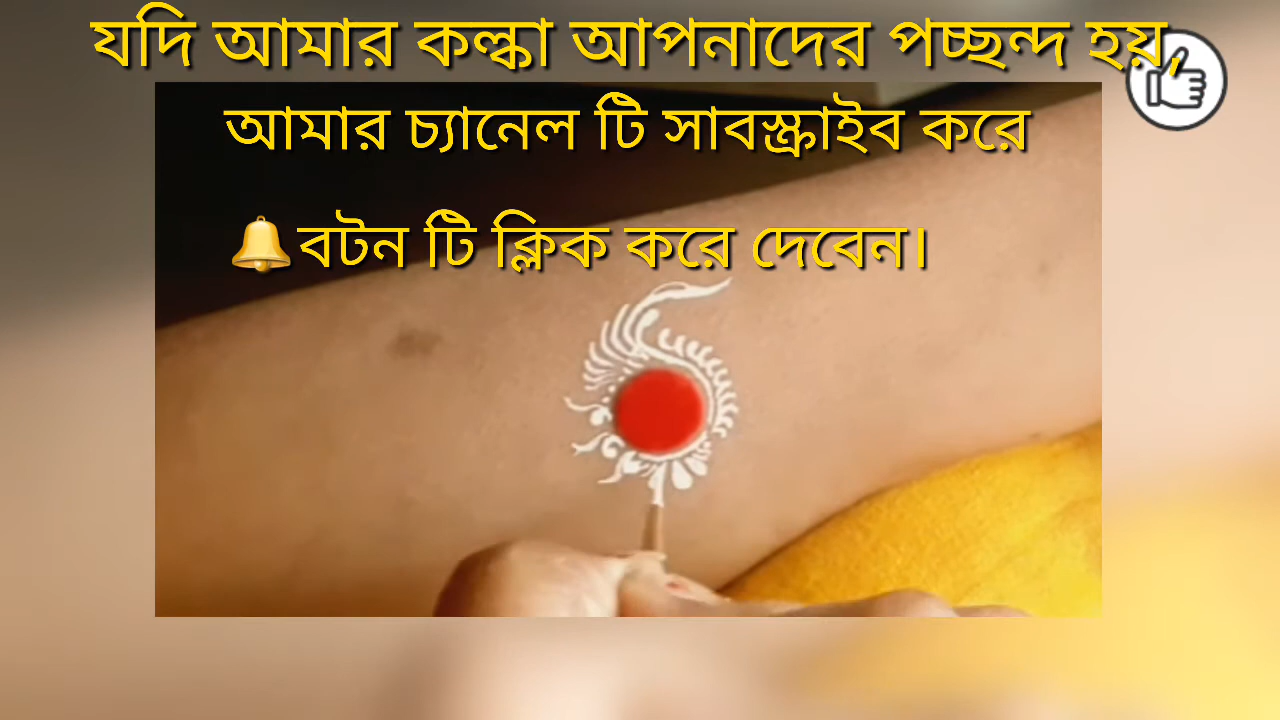 যদি আমার কল্কা আপনাদের পচ্ছন্দ হয়,
আমার চ্যানেল টি সাবস্ক্রাইব করে
🔔বটন টি ক্লিক করে দেবেন।